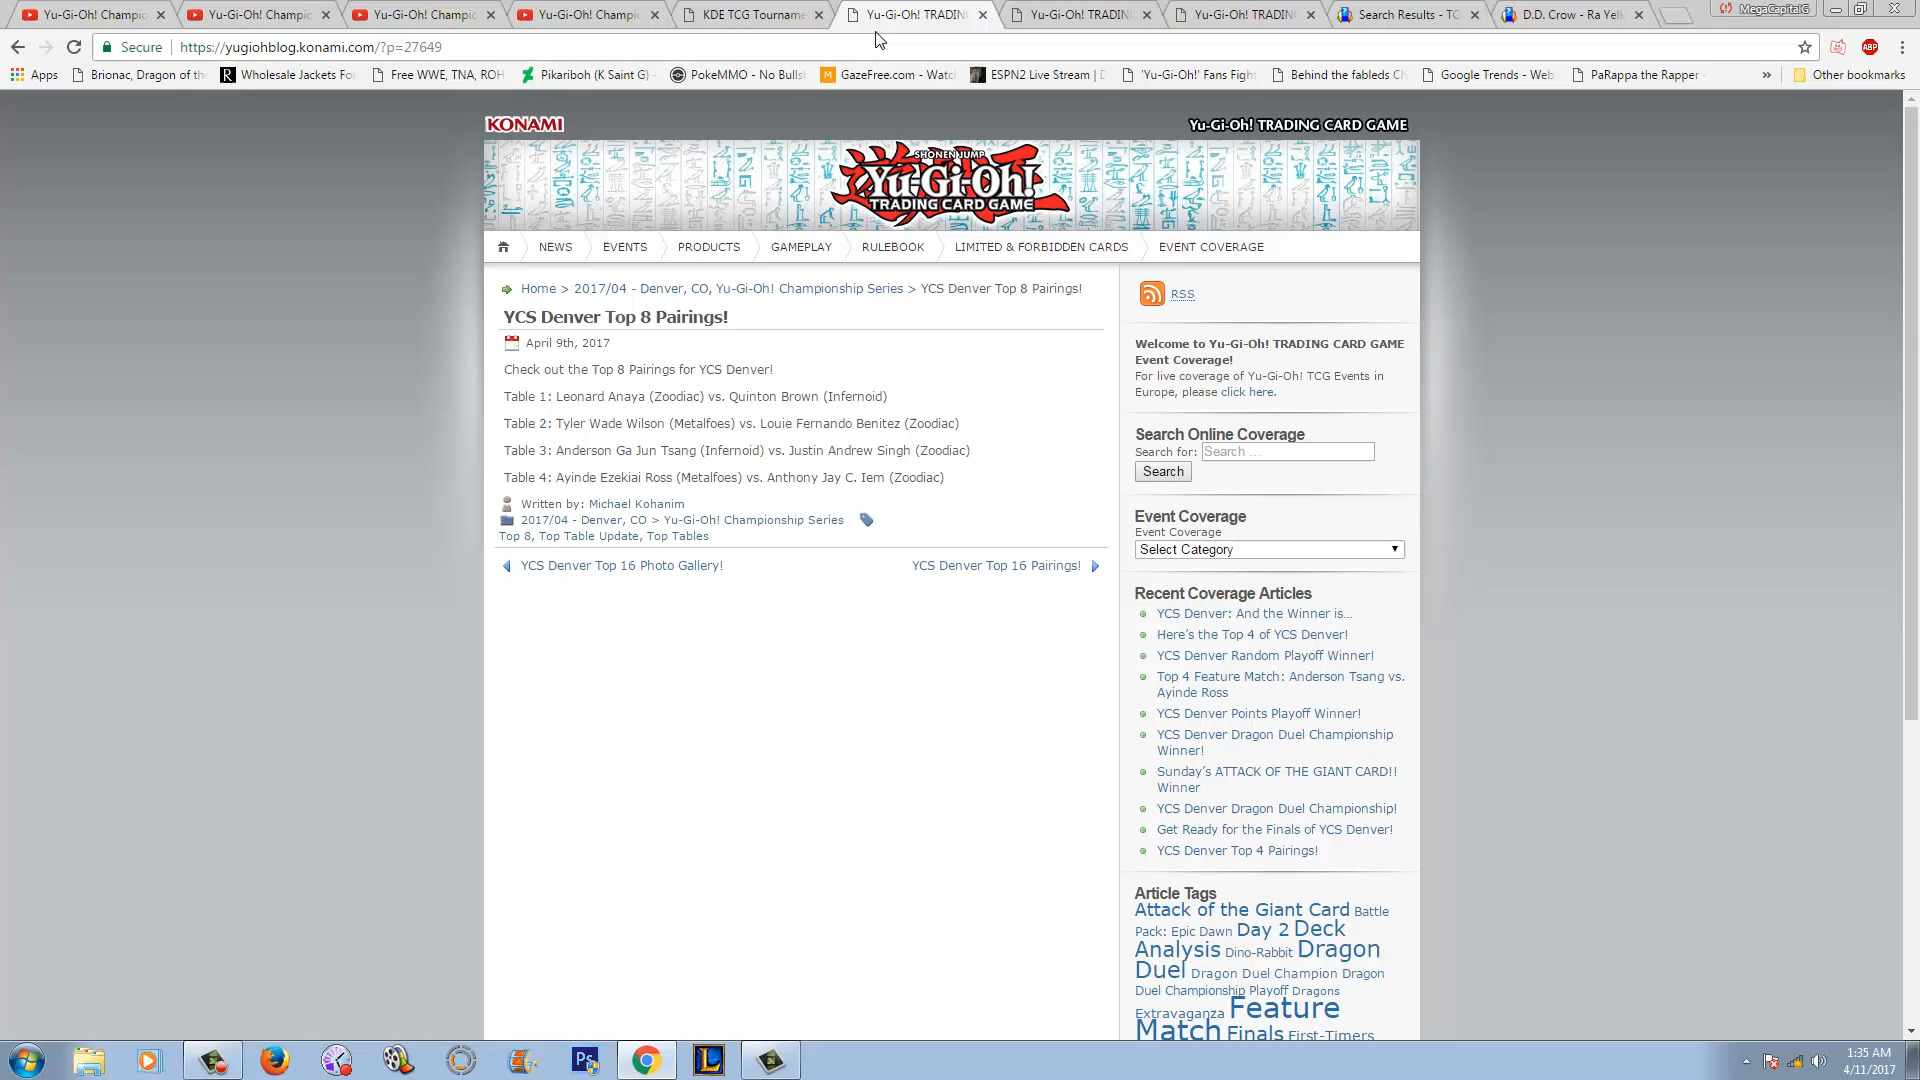 Yu-Gi-Oh! Champic Yu-Gi-Oh! Champic Yu-Gi-Oh! Champic Yu-Gi-Oh! Champic KDE TCG Tourname Yu-Gi-Oh! TRADING Yu-Gi-Oh! TRADING Yu-Gi-Oh! TRADING Search Results - TC D.D. Crow - Ra Yell MegaCapitalG
Secure https://yugiohblog.konami.com/?p=27649 ABP
Apps Brionac, Dragon of th Wholesale Jackets Fo Free WWE, TNA, ROH Pikariboh (K Saint G) - PokeMMO - No Bulls GazeFree.com - Watc ESPN2 Live Stream | D 'Yu-Gi-Oh!' Fans Figh Behind the fableds Ch Google Trends - Web PaRappa the Rapper - » Other bookmarks
KONAMI
Yu-Gi-Oh! TRADING CARD GAME
SHONEN JUMP
Yu-Gi-Oh!
TRADING CARD GAME
NEWS EVENTS PRODUCTS GAMEPLAY RULEBOOK LIMITED & FORBIDDEN CARDS EVENT COVERAGE
Home > 2017/04 - Denver, CO, Yu-Gi-Oh! Championship Series > YCS Denver Top 8 Pairings!
YCS Denver Top 8 Pairings!
April 9th, 2017
Check out the Top 8 Pairings for YCS Denver!
Table 1: Leonard Anaya (Zoodiac) vs. Quinton Brown (Infernoid)
Table 2: Tyler Wade Wilson (Metalfoes) vs. Louie Fernando Benitez (Zoodiac)
Table 3: Anderson Ga Jun Tsang (Infernoid) vs. Justin Andrew Singh (Zoodiac)
Table 4: Ayinde Ezekiai Ross (Metalfoes) vs. Anthony Jay C. Iem (Zoodiac)
Written by: Michael Kohanim
2017/04 - Denver, CO > Yu-Gi-Oh! Championship Series
Top 8, Top Table Update, Top Tables
YCS Denver Top 16 Photo Gallery! YCS Denver Top 16 Pairings!
RSS
Welcome to Yu-Gi-Oh! TRADING CARD GAME
Event Coverage!
For live coverage of Yu-Gi-Oh! TCG Events in
Europe, please click here.
Search Online Coverage
Search for: Search ...
Search
Event Coverage
Event Coverage
Select Category
Recent Coverage Articles
YCS Denver: And the Winner is…
Here's the Top 4 of YCS Denver!
YCS Denver Random Playoff Winner!
Top 4 Feature Match: Anderson Tsang vs.
Ayinde Ross
YCS Denver Points Playoff Winner!
YCS Denver Dragon Duel Championship
Winner!
Sunday's ATTACK OF THE GIANT CARD!!
Winner
YCS Denver Dragon Duel Championship!
Get Ready for the Finals of YCS Denver!
YCS Denver Top 4 Pairings!
Article Tags
Attack of the Giant Card Battle
Pack: Epic Dawn Day 2 Deck
Analysis Dino-Rabbit Dragon
Duel Dragon Duel Champion Dragon
Duel Championship Playoff Dragons
Extravaganza Feature
Match Finals First-Timers
Ps L
1:35 AM
4/11/2017